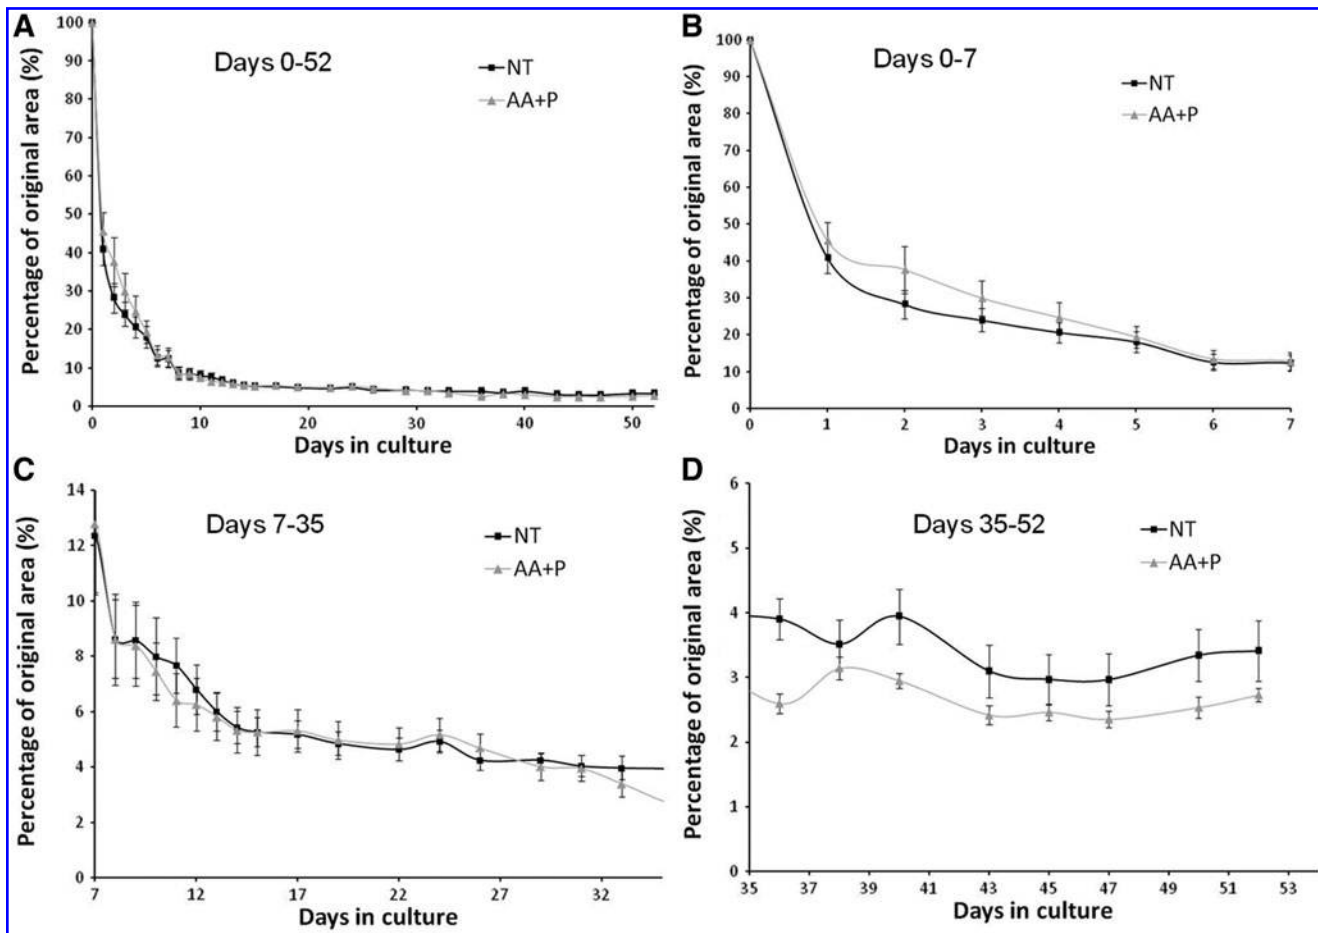 A
Days 0-52
NT
AA+P
Percentage of original area (%)
100
90
80
70
60
50
40
30
20
10
0
0 10 20 30 40 50
Days in culture
B
Days 0-7
NT
AA+P
Percentage of original area (%)
100
90
80
70
60
50
40
30
20
10
0
0 1 2 3 4 5 6 7
Days in culture
C
Days 7-35
NT
AA+P
Percentage of original area (%)
14
12
10
8
6
4
2
0
7 12 17 22 27 32
Days in culture
D
Days 35-52
NT
AA+P
Percentage of original area (%)
6
5
4
3
2
1
0
35 37 39 41 43 45 47 49 51 53
Days in culture